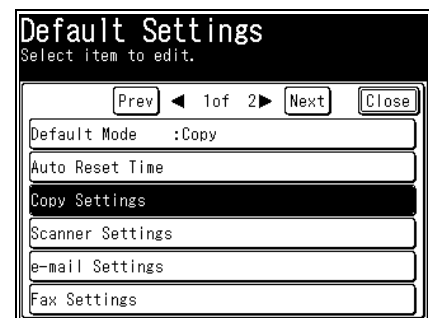 Default Settings
Select item to edit.
Prev ◀ 1of 2▶ Next Close
Default Mode :Copy
Auto Reset Time
Copy Settings
Scanner Settings
e-mail Settings
Fax Settings